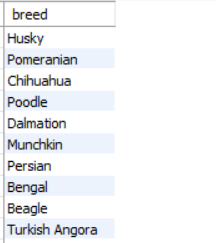 breed
Husky
Pomeranian
Chihuahua
Poodle
Dalmation
Munchkin
Persian
Bengal
Beagle
Turkish Angora